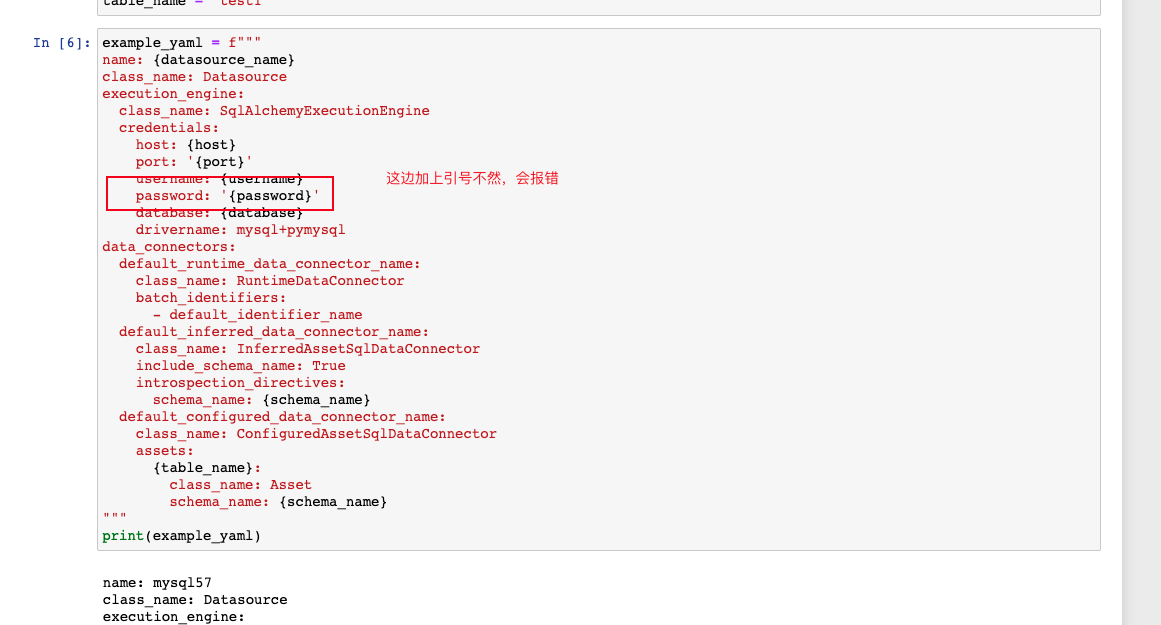 table_name = "test1"
In [6]: example_yaml = f"""
name: {datasource_name}
class_name: Datasource
execution_engine:
  class_name: SqlAlchemyExecutionEngine
  credentials:
    host: {host}
    port: '{port}'
    username: {username}
这边加上引号不然，会报错
    password: '{password}'
    database: {database}
    drivername: mysql+pymysql
data_connectors:
  default_runtime_data_connector_name:
    class_name: RuntimeDataConnector
    batch_identifiers:
      - default_identifier_name
  default_inferred_data_connector_name:
    class_name: InferredAssetSqlDataConnector
    include_schema_name: True
    introspection_directives:
      schema_name: {schema_name}
  default_configured_data_connector_name:
    class_name: ConfiguredAssetSqlDataConnector
    assets:
      {table_name}:
        class_name: Asset
        schema_name: {schema_name}
"""
print(example_yaml)
name: mysql57
class_name: Datasource
execution_engine: